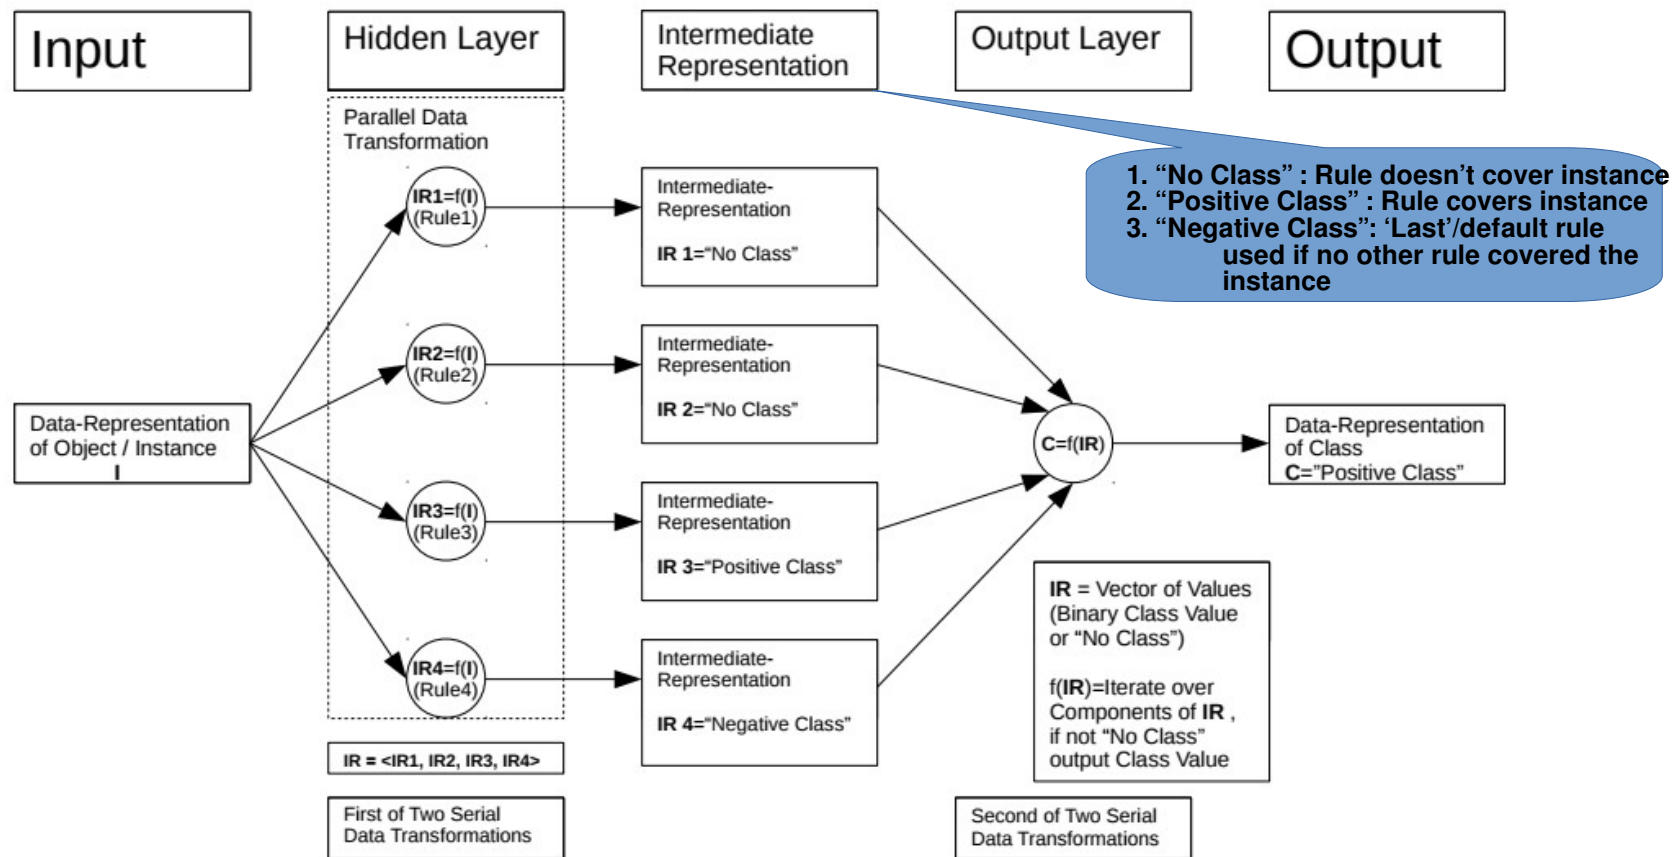 Input
Hidden Layer
Intermediate
Representation
Output Layer
Output
Parallel Data
Transformation
1. “No Class” : Rule doesn’t cover instance
2. “Positive Class” : Rule covers instance
3. “Negative Class”: ‘Last’/default rule
used if no other rule covered the
instance
IR1=f(I)
(Rule1)
Intermediate-
Representation
IR 1=“No Class”
IR2=f(I)
(Rule2)
Intermediate-
Representation
IR 2=“No Class”
Data-Representation
of Object / Instance
I
C=f(IR)
Data-Representation
of Class
C=”Positive Class”
IR3=f(I)
(Rule3)
Intermediate-
Representation
IR 3=“Positive Class”
IR4=f(I)
(Rule4)
Intermediate-
Representation
IR 4=“Negative Class”
IR = Vector of Values
(Binary Class Value
or “No Class”)
f(IR)=Iterate over
Components of IR ,
if not “No Class”
output Class Value
IR = <IR1, IR2, IR3, IR4>
First of Two Serial
Data Transformations
Second of Two Serial
Data Transformations